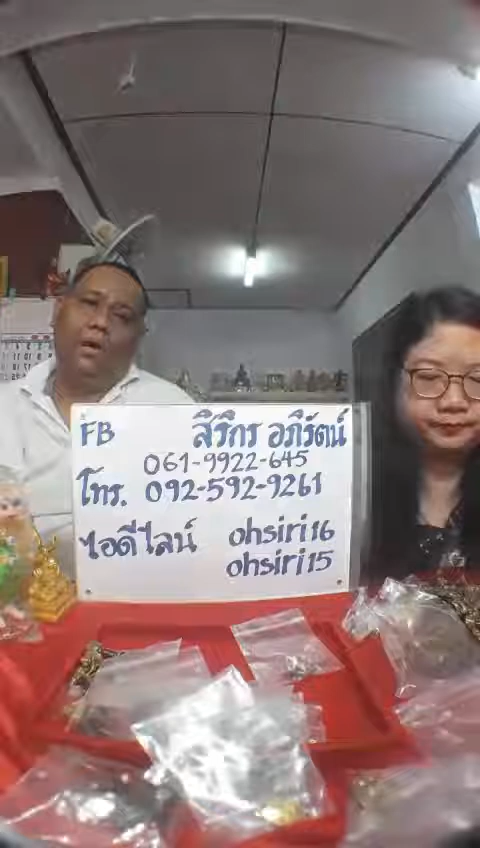 FB สิริกร อภิรัตน์
061-9922-645
โทร. 092-592-9261
ไอดีไลน์ ohsiri16
ohsiri15